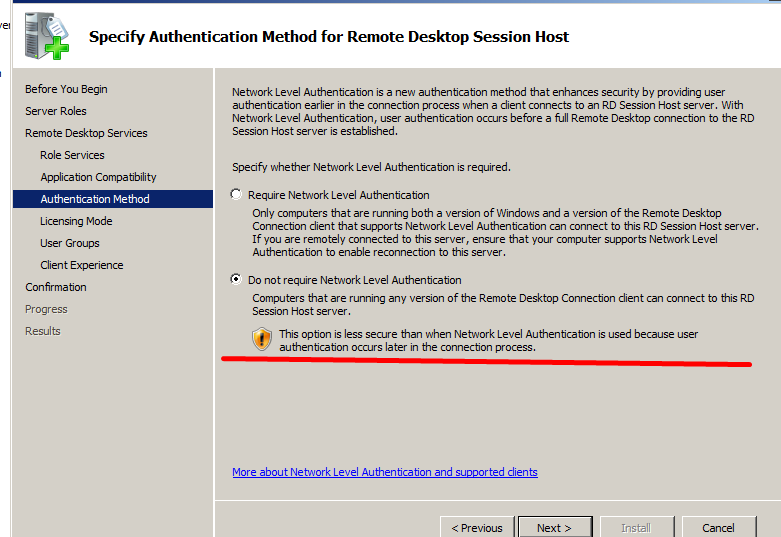 Specify Authentication Method for Remote Desktop Session Host
Before You Begin
Server Roles
Remote Desktop Services
Role Services
Application Compatibility
Authentication Method
Licensing Mode
User Groups
Client Experience
Confirmation
Progress
Results
Network Level Authentication is a new authentication method that enhances security by providing user
authentication earlier in the connection process when a client connects to an RD Session Host server. With
Network Level Authentication, user authentication occurs before a full Remote Desktop connection to the RD
Session Host server is established.
Specify whether Network Level Authentication is required.
Require Network Level Authentication
Only computers that are running both a version of Windows and a version of the Remote Desktop
Connection client that supports Network Level Authentication can connect to this RD Session Host server.
If you are remotely connected to this server, ensure that your computer supports Network Level
Authentication to enable reconnection to this server.
Do not require Network Level Authentication
Computers that are running any version of the Remote Desktop Connection client can connect to this RD
Session Host server.
This option is less secure than when Network Level Authentication is used because user
authentication occurs later in the connection process.
More about Network Level Authentication and supported clients
< Previous
Next >
Install
Cancel